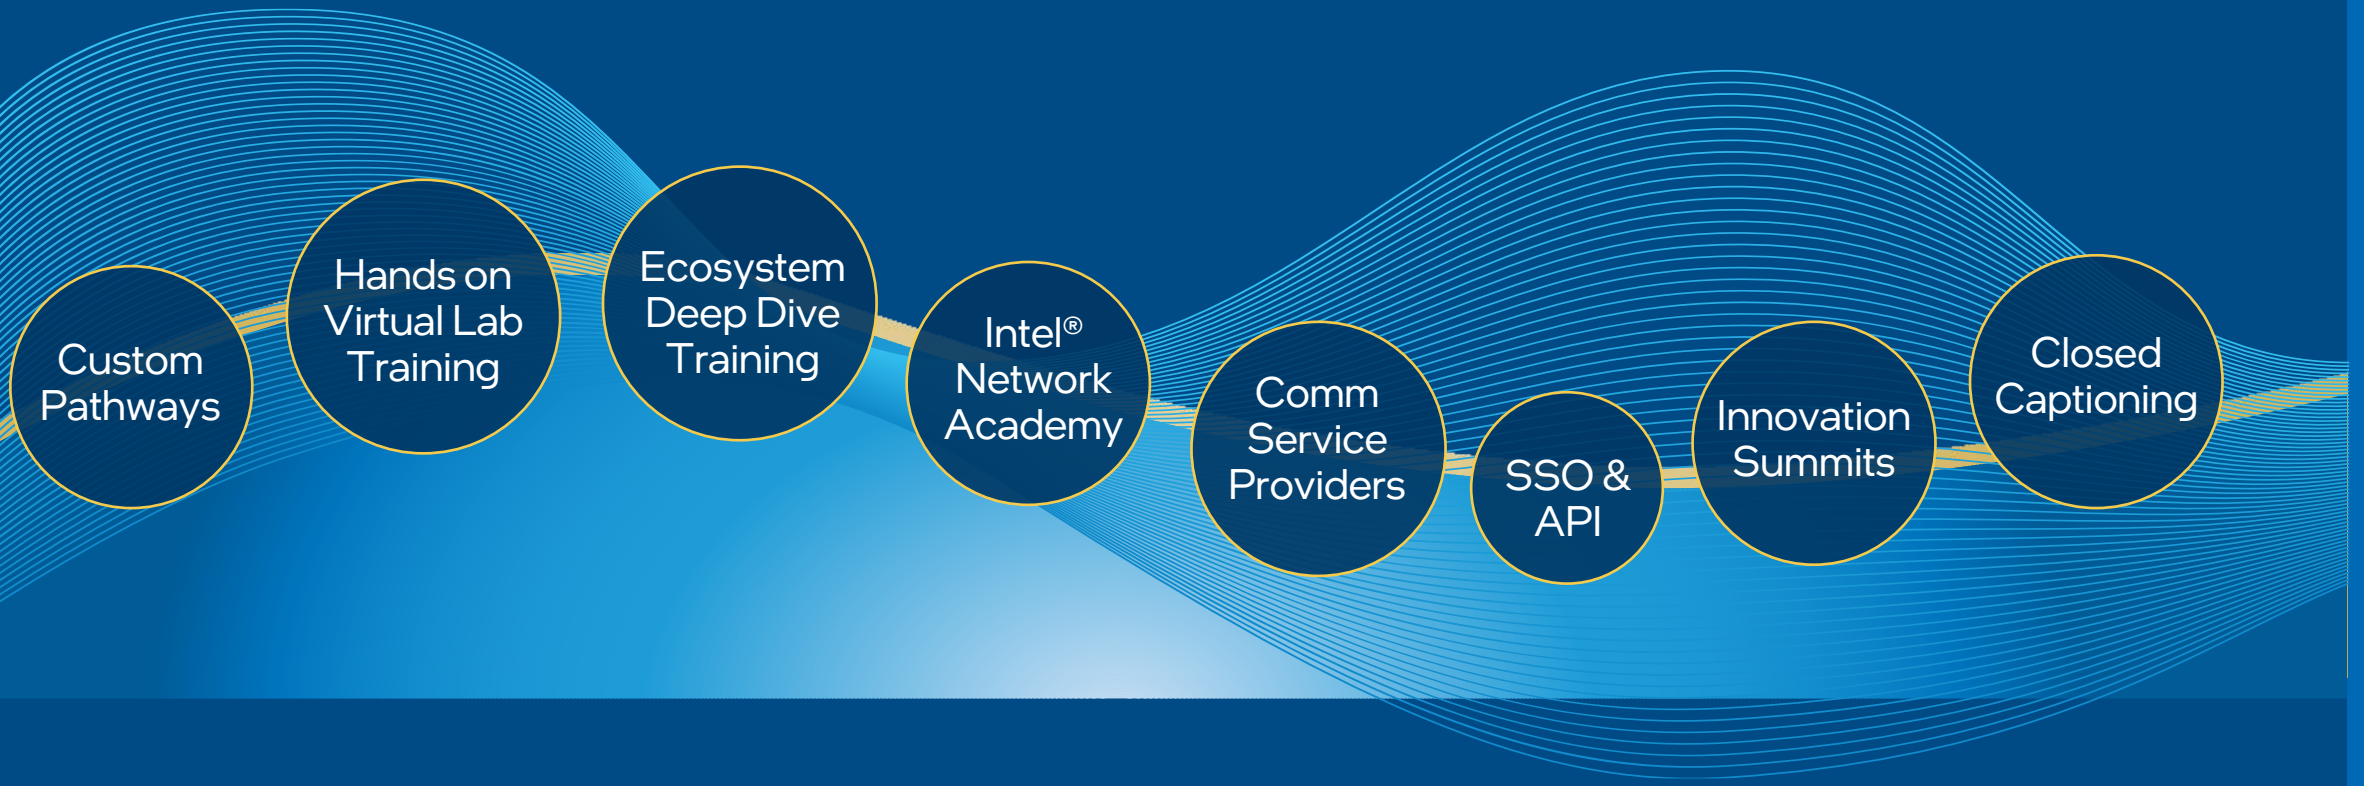 Custom
Pathways
Hands on
Virtual Lab
Training
Ecosystem
Deep Dive
Training
Intel®
Network
Academy
Comm
Service
Providers
SSO &
API
Innovation
Summits
Closed
Captioning